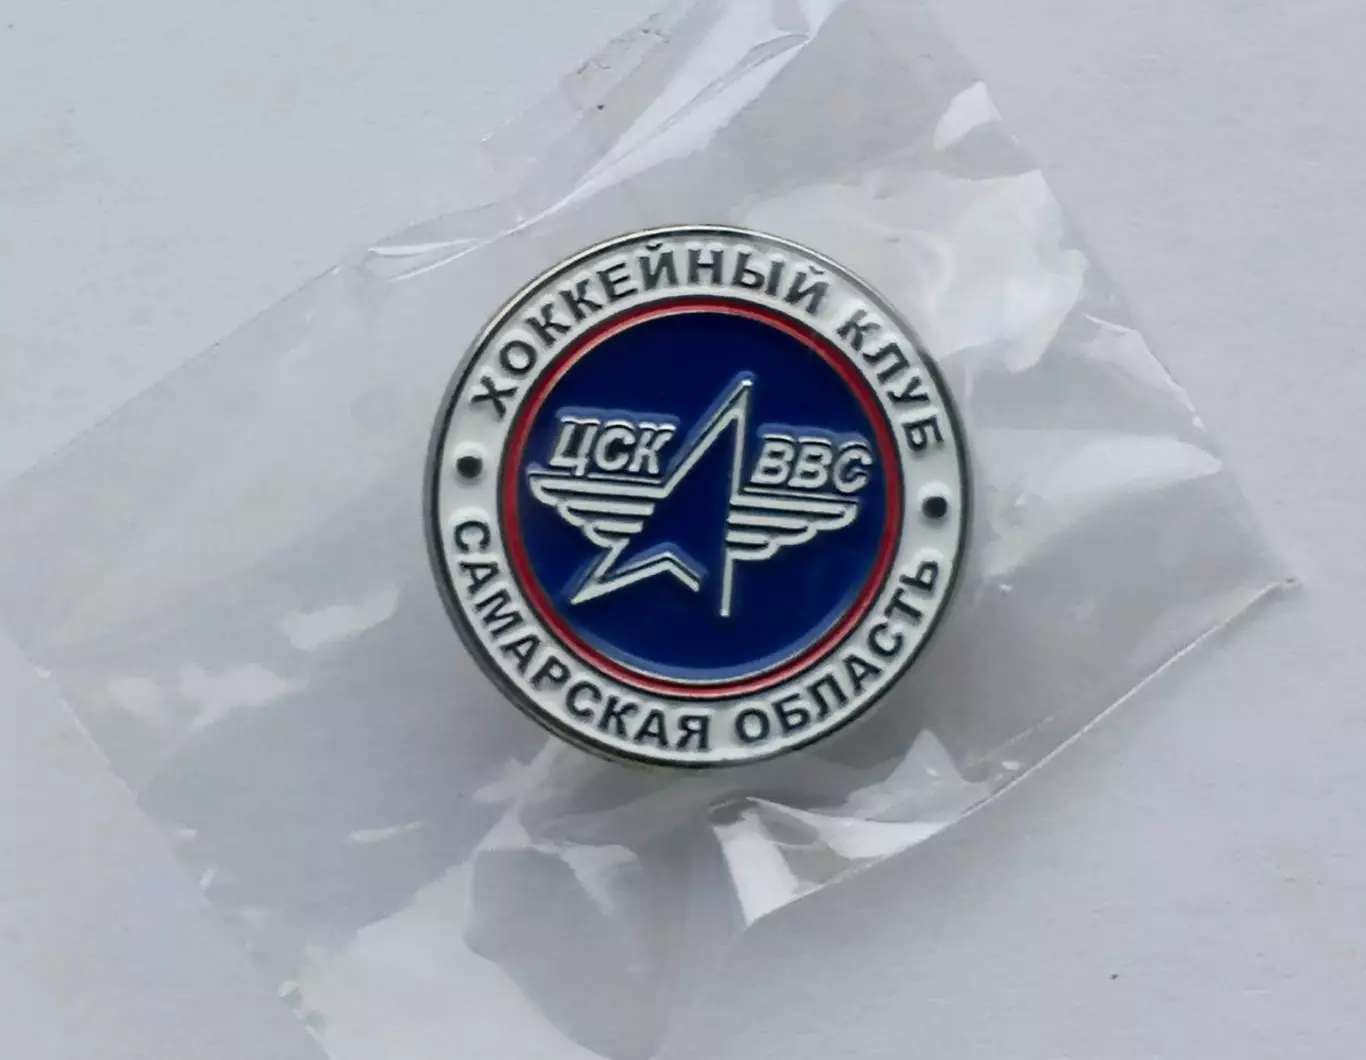 ХОККЕЙНЫЙ КЛУБ
ЦСК ВВС
САМАРСКАЯ ОБЛАСТЬ